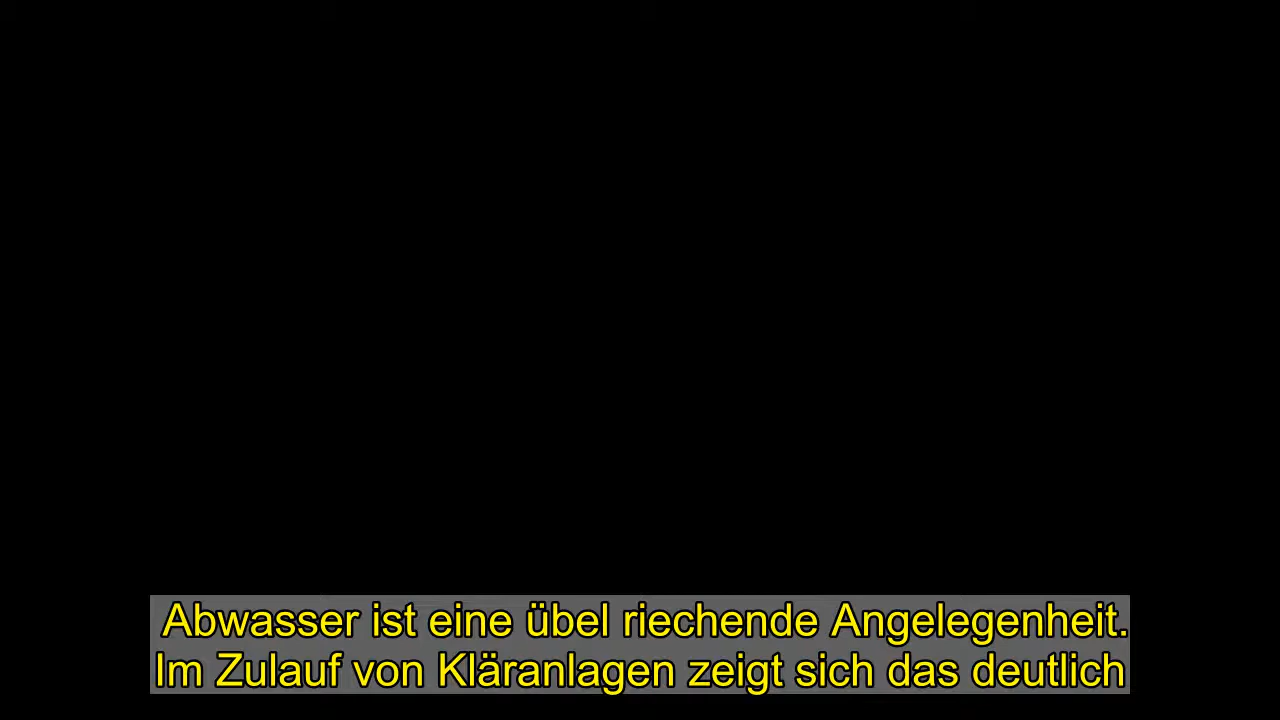 Abwasser ist eine übel riechende Angelegenheit.
Im Zulauf von Kläranlagen zeigt sich das deutlich